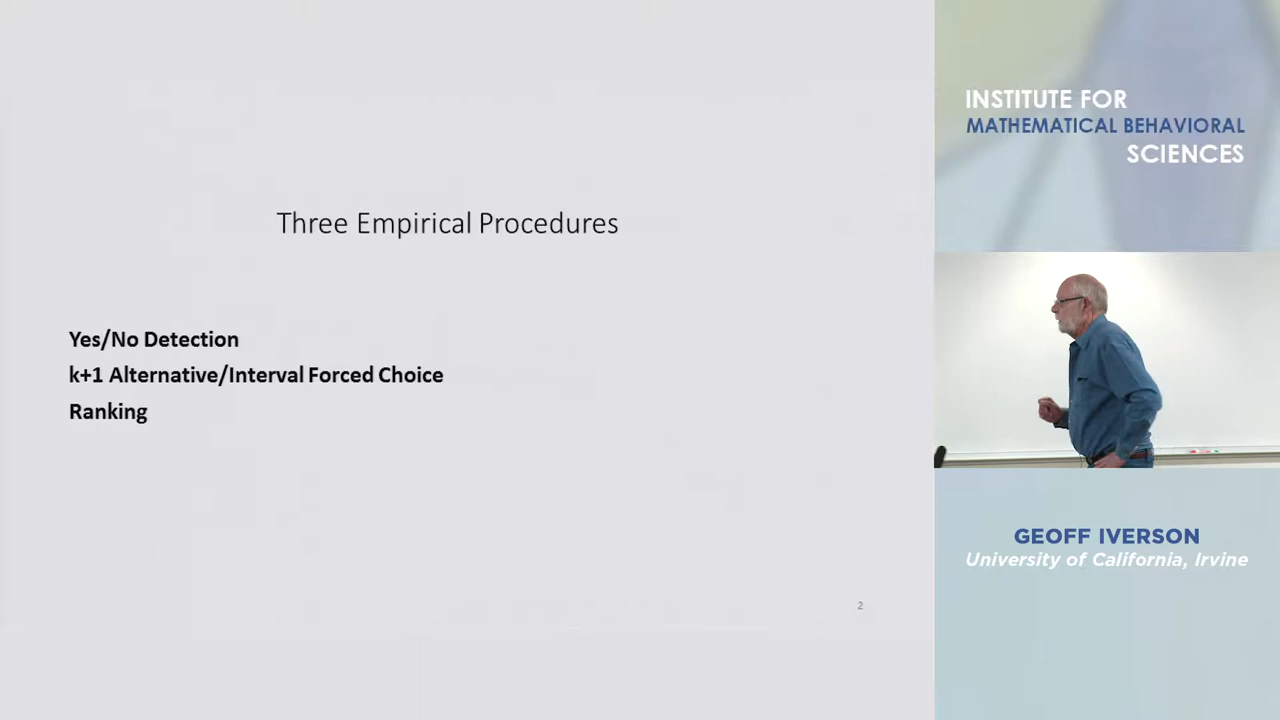 Three Empirical Procedures
Yes/No Detection
k+1 Alternative/Interval Forced Choice
Ranking
2
INSTITUTE FOR
MATHEMATICAL BEHAVIORAL
SCIENCES
GEOFF IVERSON
University of California, Irvine